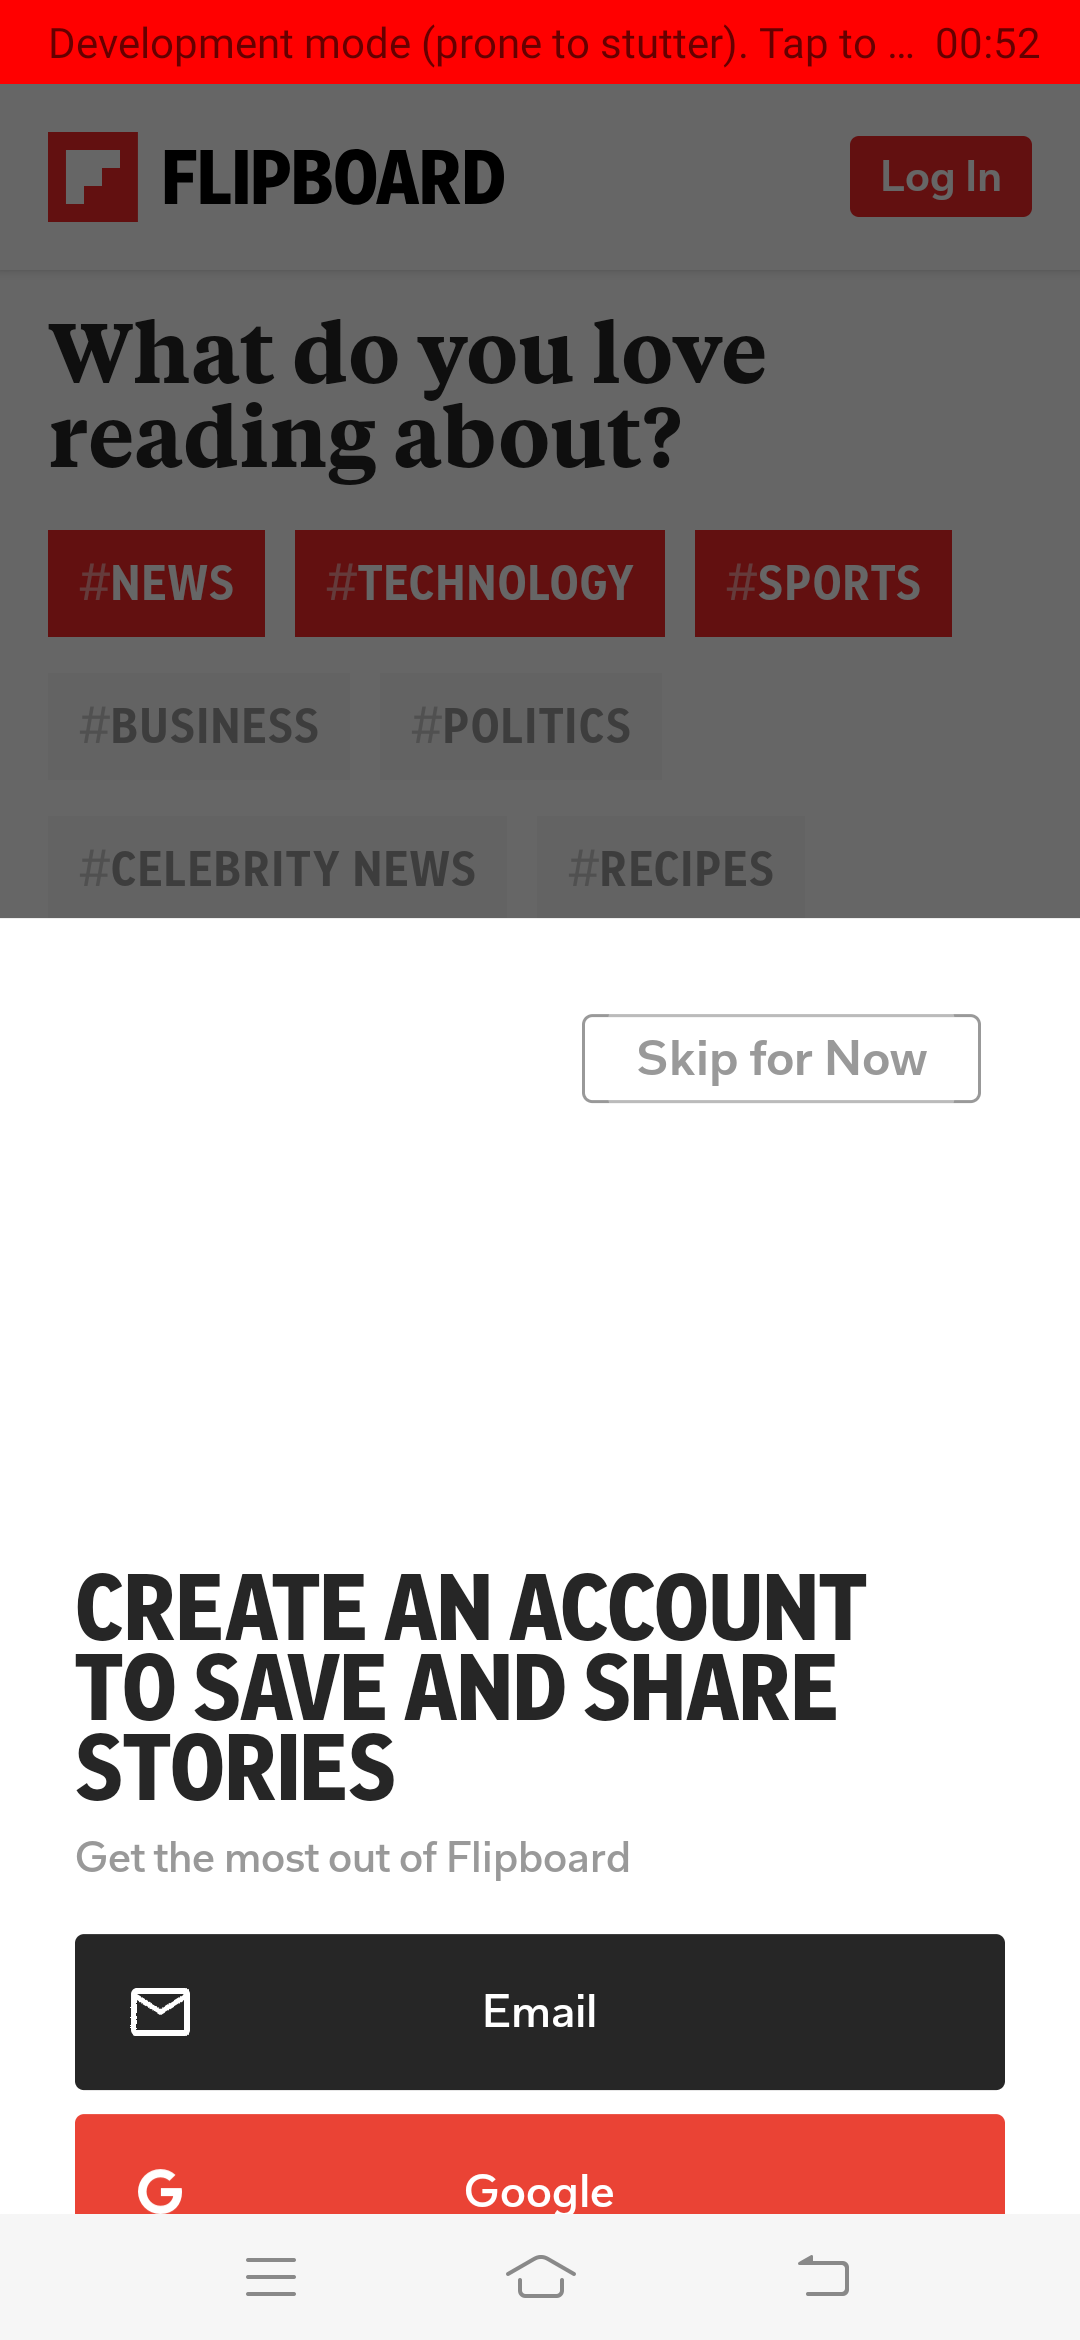 Development mode (prone to stutter). Tap to ... 00:52
FLIPBOARD
Log In
What do you love
reading about?
#NEWS #TECHNOLOGY #SPORTS
#BUSINESS #POLITICS
#CELEBRITY NEWS #RECIPES
Skip for Now
CREATE AN ACCOUNT
TO SAVE AND SHARE
STORIES
Get the most out of Flipboard
Email
Google